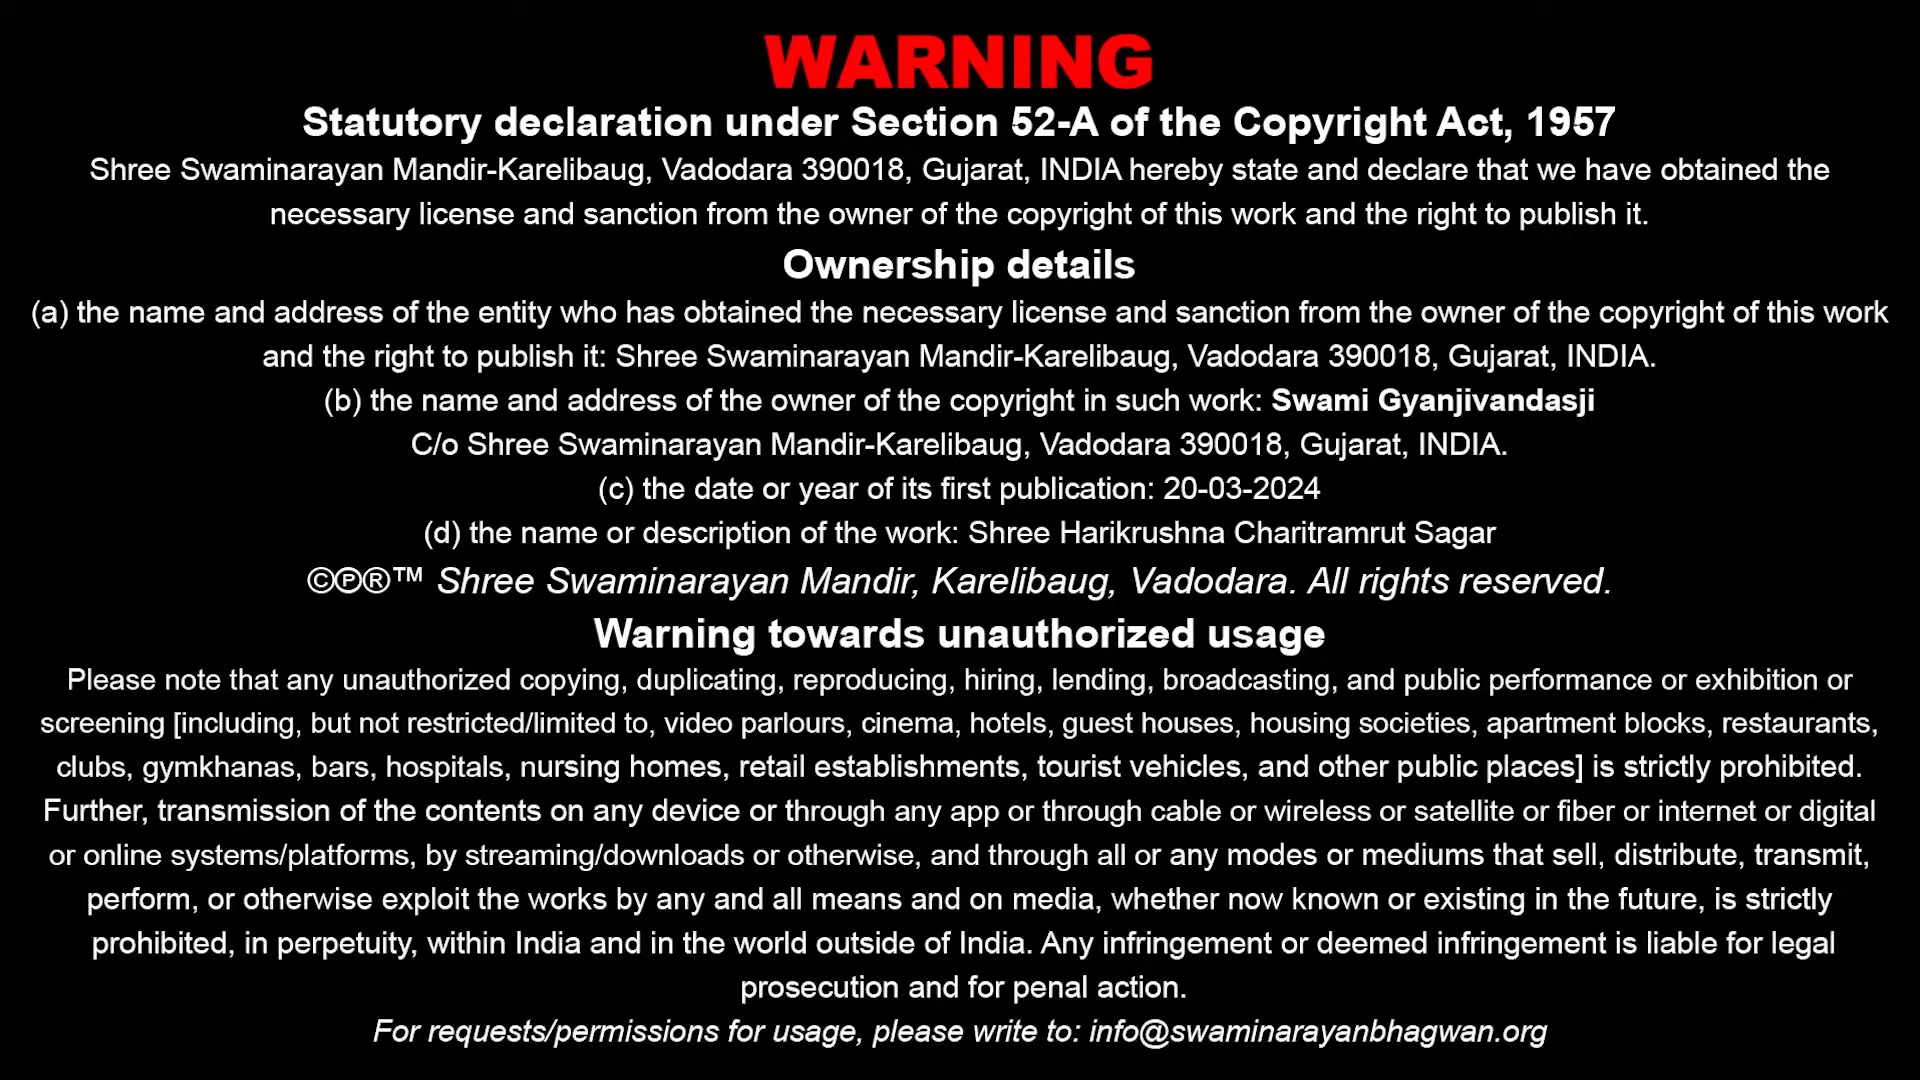 WARNING
Statutory declaration under Section 52-A of the Copyright Act, 1957
Shree Swaminarayan Mandir-Karelibaug, Vadodara 390018, Gujarat, INDIA hereby state and declare that we have obtained the
necessary license and sanction from the owner of the copyright of this work and the right to publish it.
Ownership details
(a) the name and address of the entity who has obtained the necessary license and sanction from the owner of the copyright of this work
and the right to publish it: Shree Swaminarayan Mandir-Karelibaug, Vadodara 390018, Gujarat, INDIA.
(b) the name and address of the owner of the copyright in such work: Swami Gyanjivandasji
C/o Shree Swaminarayan Mandir-Karelibaug, Vadodara 390018, Gujarat, INDIA.
(c) the date or year of its first publication: 20-03-2024
(d) the name or description of the work: Shree Harikrushna Charitramrut Sagar
©℗®™ Shree Swaminarayan Mandir, Karelibaug, Vadodara. All rights reserved.
Warning towards unauthorized usage
Please note that any unauthorized copying, duplicating, reproducing, hiring, lending, broadcasting, and public performance or exhibition or
screening [including, but not restricted/limited to, video parlours, cinema, hotels, guest houses, housing societies, apartment blocks, restaurants,
clubs, gymkhanas, bars, hospitals, nursing homes, retail establishments, tourist vehicles, and other public places] is strictly prohibited.
Further, transmission of the contents on any device or through any app or through cable or wireless or satellite or fiber or internet or digital
or online systems/platforms, by streaming/downloads or otherwise, and through all or any modes or mediums that sell, distribute, transmit,
perform, or otherwise exploit the works by any and all means and on media, whether now known or existing in the future, is strictly
prohibited, in perpetuity, within India and in the world outside of India. Any infringement or deemed infringement is liable for legal
prosecution and for penal action.
For requests/permissions for usage, please write to: info@swaminarayanbhagwan.org